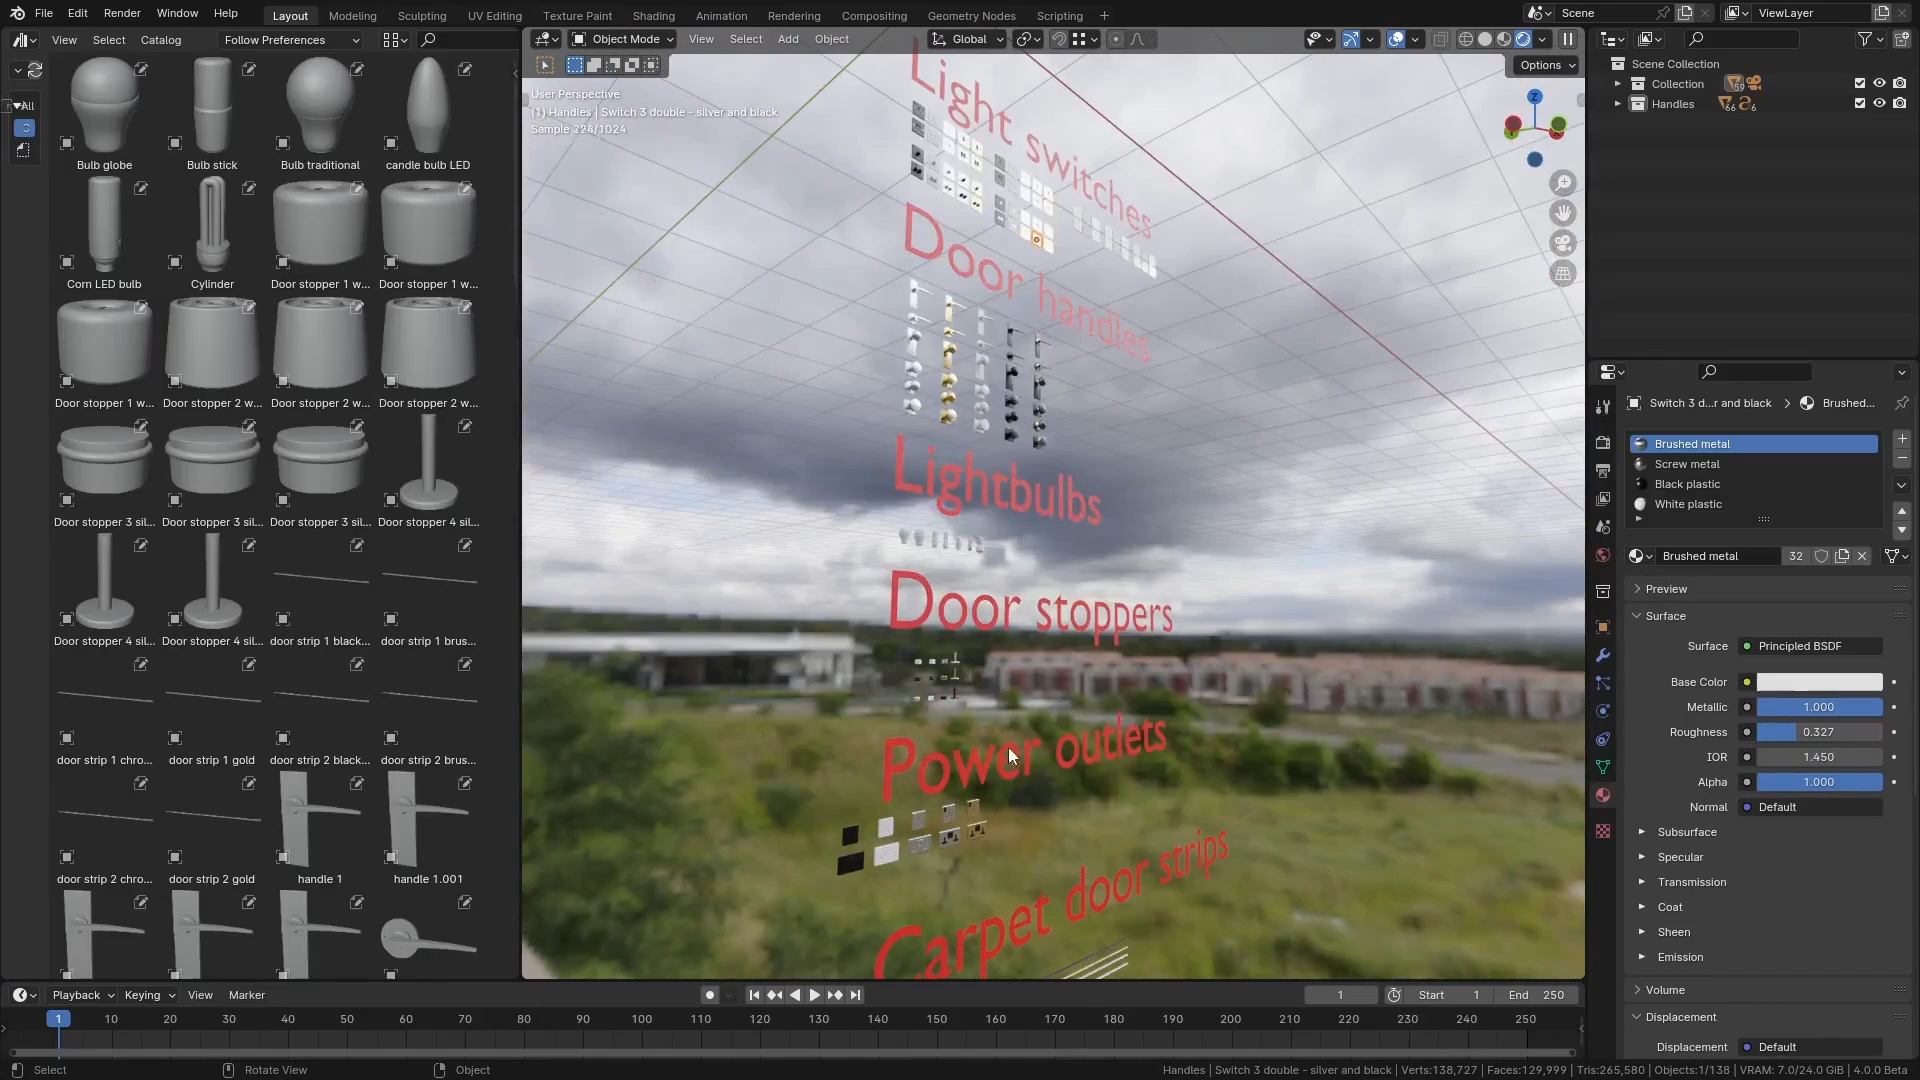 File Edit Render Window Help Layout Modeling Sculpting UV Editing Texture Paint Shading Animation Rendering Compositing Geometry Nodes Scripting + Scene ViewLayer
View Select Catalog Follow Preferences Object Mode View Select Add Object Global
Options
All
Bulb globe Bulb stick Bulb traditional candle bulb LED
Corn LED bulb Cylinder Door stopper 1 w... Door stopper 1 w...
Door stopper 1 w... Door stopper 2 w... Door stopper 2 w... Door stopper 2 w...
Door stopper 3 sil... Door stopper 3 sil... Door stopper 3 sil... Door stopper 4 sil...
Door stopper 4 sil... Door stopper 4 sil... door strip 1 black... door strip 1 brus...
door strip 1 chro... door strip 1 gold door strip 2 black... door strip 2 brus...
door strip 2 chro... door strip 2 gold handle 1 handle 1.001
User Perspective
(1) Handles | Switch 3 double - silver and black
Sample 224/1024
Z
Light switches
Door handles
Lightbulbs
Door stoppers
Power outlets
Carpet door strips
Scene Collection
Collection 59
Handles 66 6
Switch 3 d...r and black > Brushed...
Brushed metal
Screw metal
Black plastic
White plastic
Brushed metal 32
Preview
Surface
Surface Principled BSDF
Base Color
Metallic 1.000
Roughness 0.327
IOR 1.450
Alpha 1.000
Normal Default
Subsurface
Specular
Transmission
Coat
Sheen
Emission
Volume
Displacement
Displacement Default
Playback Keying View Marker 1 Start 1 End 250
1 10 20 30 40 50 60 70 80 90 100 110 120 130 140 150 160 170 180 190 200 210 220 230 240 250
Select Rotate View Object Handles | Switch 3 double - silver and black | Verts:138,727 | Faces:129,999 | Tris:265,580 | Objects:1/138 | VRAM: 7.0/24.0 GiB | 4.0.0 Beta